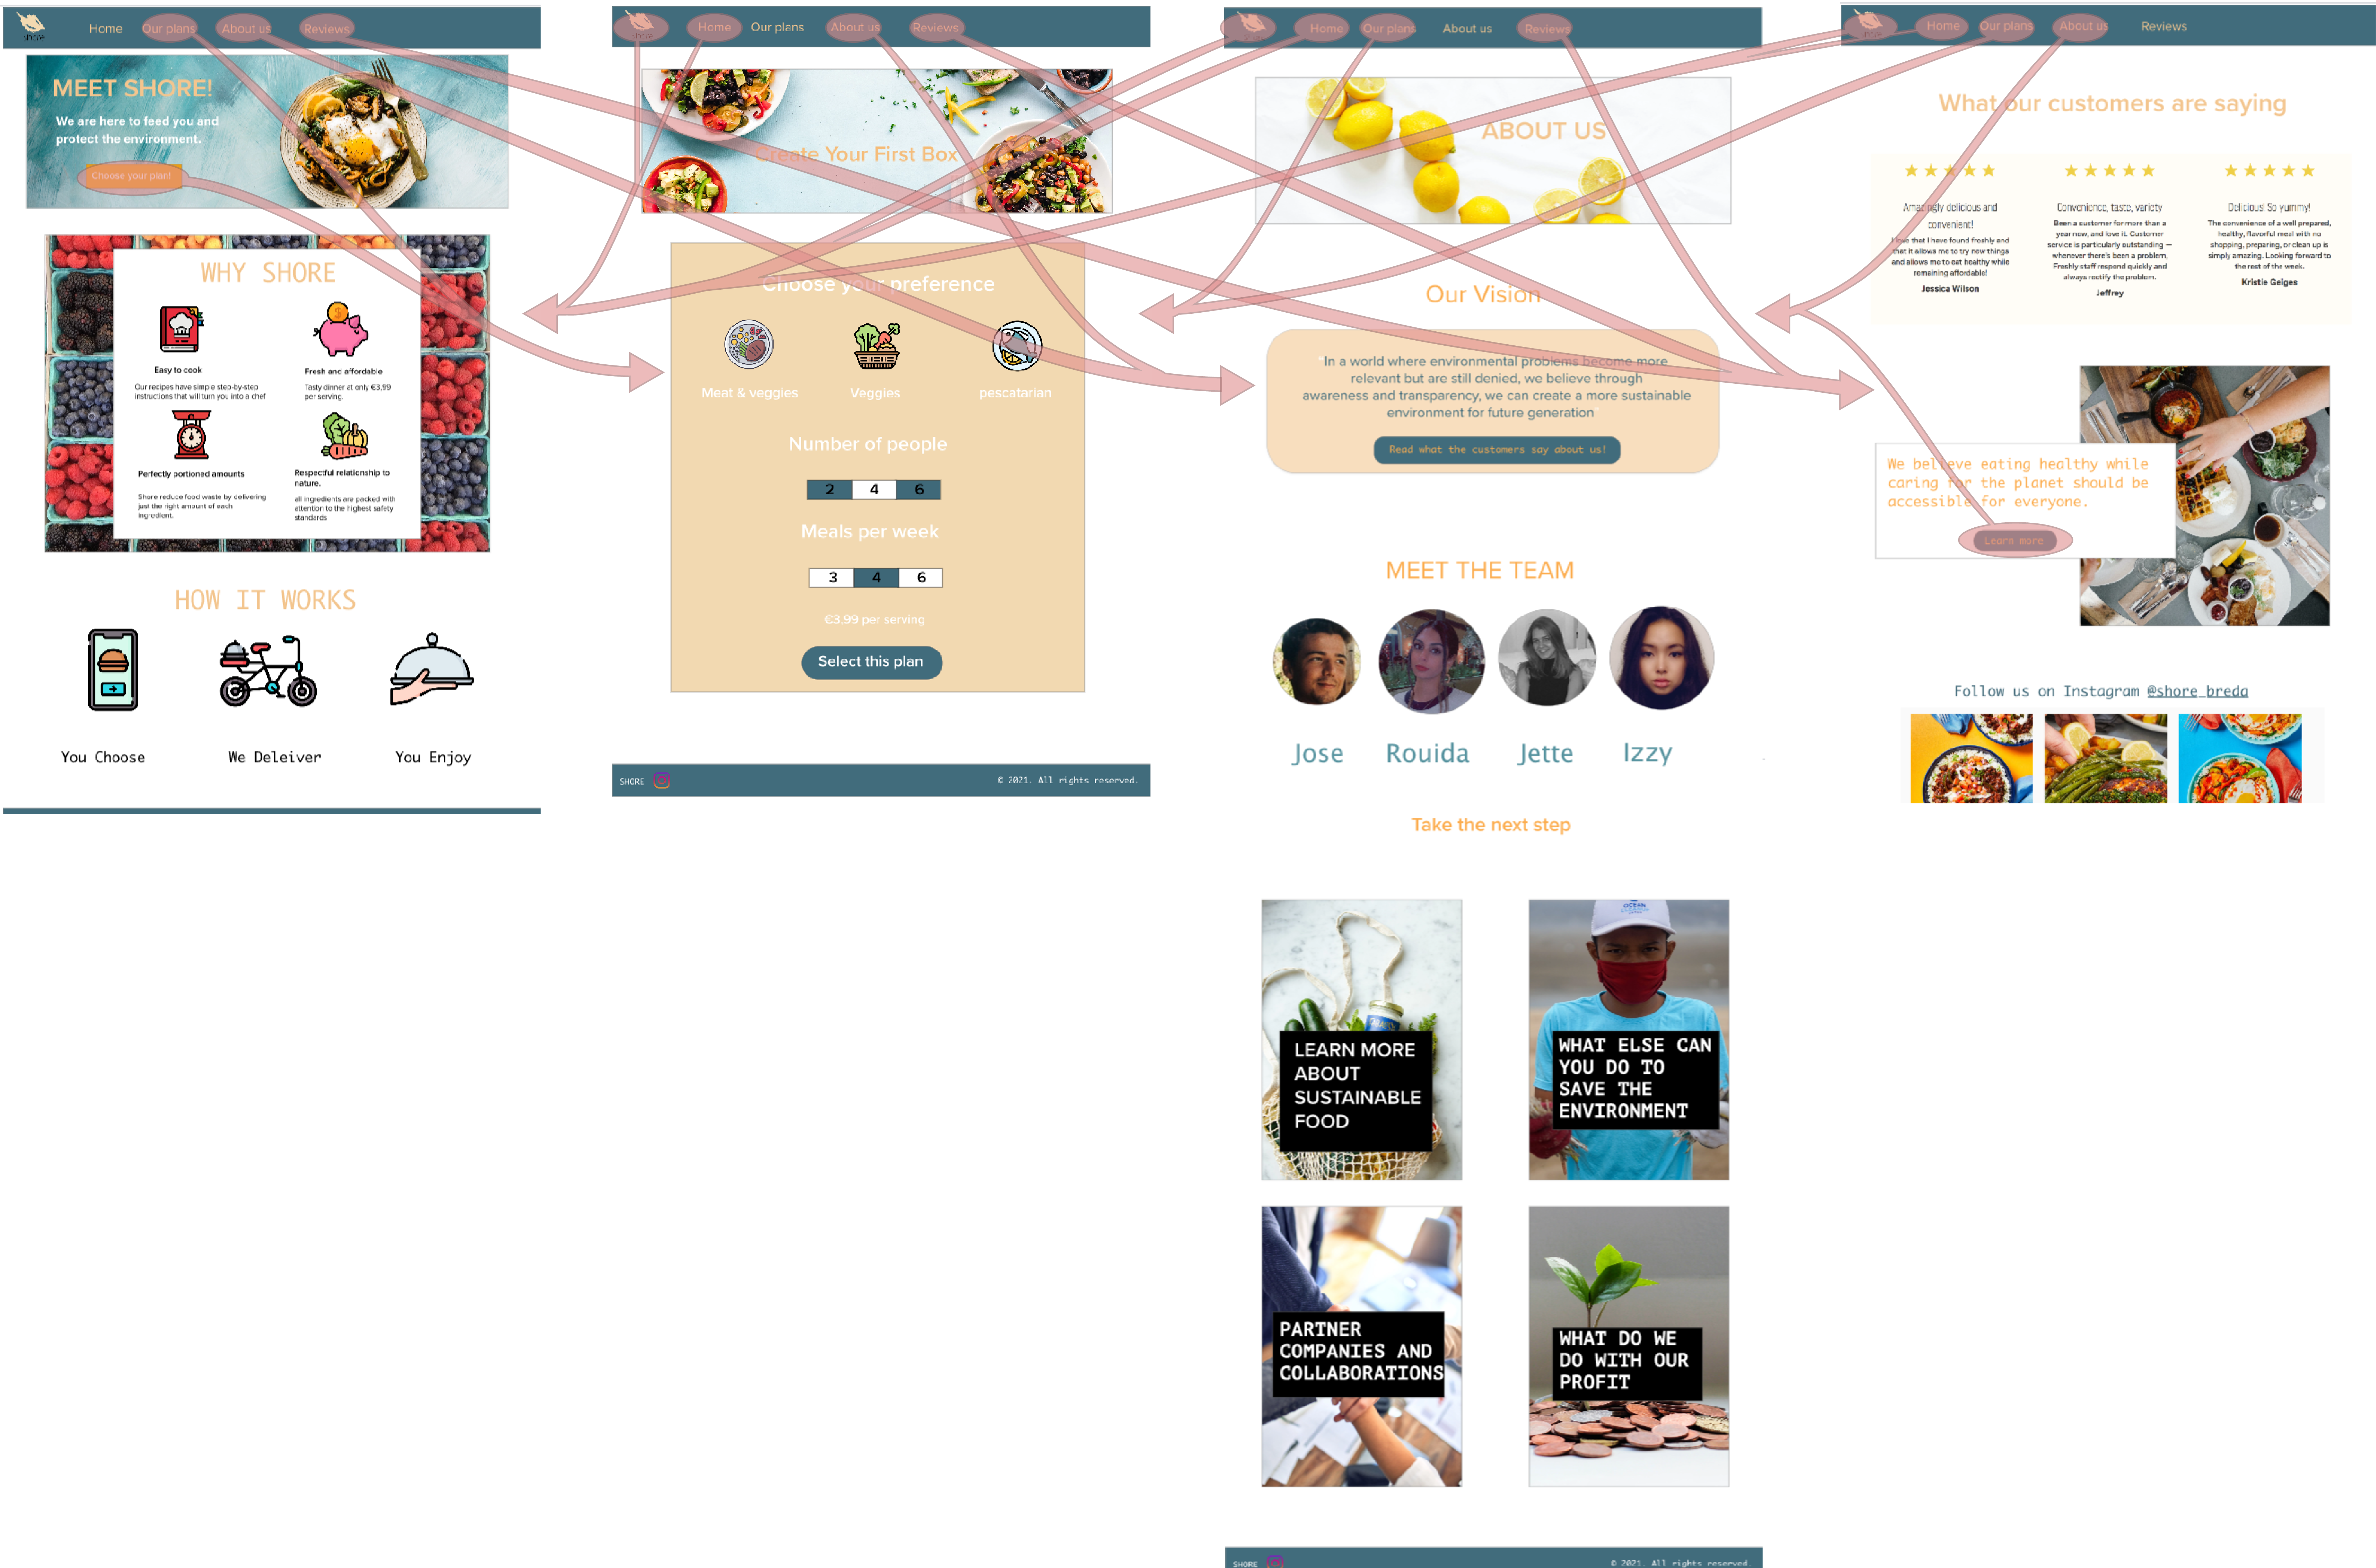 shore
Home Our plans About us Reviews
MEET SHORE!
We are here to feed you and
protect the environment.
Choose your plan!
WHY SHORE
Easy to cook
Our recipes have simple step-by-step
instructions that will turn you into a chef
Fresh and affordable
Tasty dinner at only €3,99
per serving.
Perfectly portioned amounts
Shore reduce food waste by delivering
just the right amount of each
ingredient.
Respectful relationship to
nature.
all ingredients are packed with
attention to the highest safety
standards
HOW IT WORKS
You Choose
We Deleiver
You Enjoy
Home Our plans About us Reviews
Create Your First Box
Choose your preference
Meat & veggies
Veggies
pescatarian
Number of people
2 4 6
Meals per week
3 4 6
€3,99 per serving
Select this plan
SHORE
© 2021. All rights reserved.
Home Our plans About us Reviews
ABOUT US
Our Vision
"In a world where environmental problems become more
relevant but are still denied, we believe through
awareness and transparency, we can create a more sustainable
environment for future generation"
Read what the customers say about us!
MEET THE TEAM
Jose
Rouida
Jette
Izzy
Take the next step
LEARN MORE
ABOUT
SUSTAINABLE
FOOD
OCEAN
WHAT ELSE CAN
YOU DO TO
SAVE THE
ENVIRONMENT
PARTNER
COMPANIES AND
COLLABORATIONS
WHAT DO WE
DO WITH OUR
PROFIT
SHORE
© 2021. All rights reserved.
Home Our plans About us Reviews
What our customers are saying
Amazingly delicious and
convenient!
I love that I have found freshly and
that it allows me to try new things
and allows me to eat healthy while
remaining affordable!
Jessica Wilson
Convenience, taste, variety
Been a customer for more than a
year now, and love it. Customer
service is particularly outstanding —
whenever there's been a problem,
Freshly staff respond quickly and
always rectify the problem.
Jeffrey
Delicious! So yummy!
The convenience of a well prepared,
healthy, flavorful meal with no
shopping, preparing, or clean up is
simply amazing. Looking forward to
the rest of the week.
Kristie Geiges
We believe eating healthy while
caring for the planet should be
accessible for everyone.
Learn more
Follow us on Instagram @shore_breda